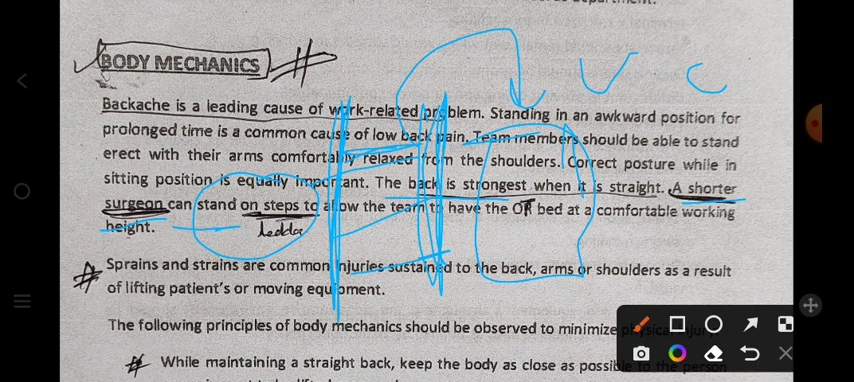 BODY MECHANICS #
U C
Backache is a leading cause of work-related problem. Standing in an awkward position for
prolonged time is a common cause of low back pain. Team members should be able to stand
erect with their arms comfortably relaxed from the shoulders. Correct posture while in
sitting position is equally important. The back is strongest when it is straight. A shorter
surgeon can stand on steps to allow the team to have the OT bed at a comfortable working
height.
# Sprains and strains are common injuries sustained to the back, arms or shoulders as a result
of lifting patient's or moving equipment.
The following principles of body mechanics should be observed to minimize physical injury
# While maintaining a straight back, keep the body as close as possible to the person